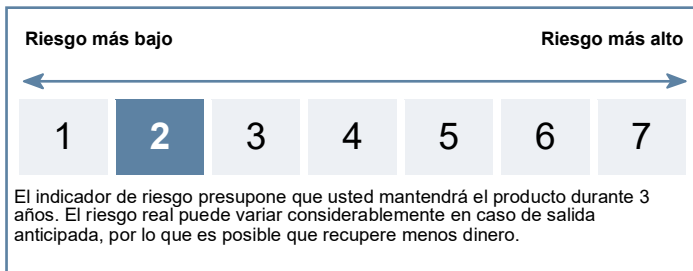 Riesgo más bajo Riesgo más alto
1 2 3 4 5 6 7
El indicador de riesgo presupone que usted mantendrá el producto durante 3
años. El riesgo real puede variar considerablemente en caso de salida
anticipada, por lo que es posible que recupere menos dinero.